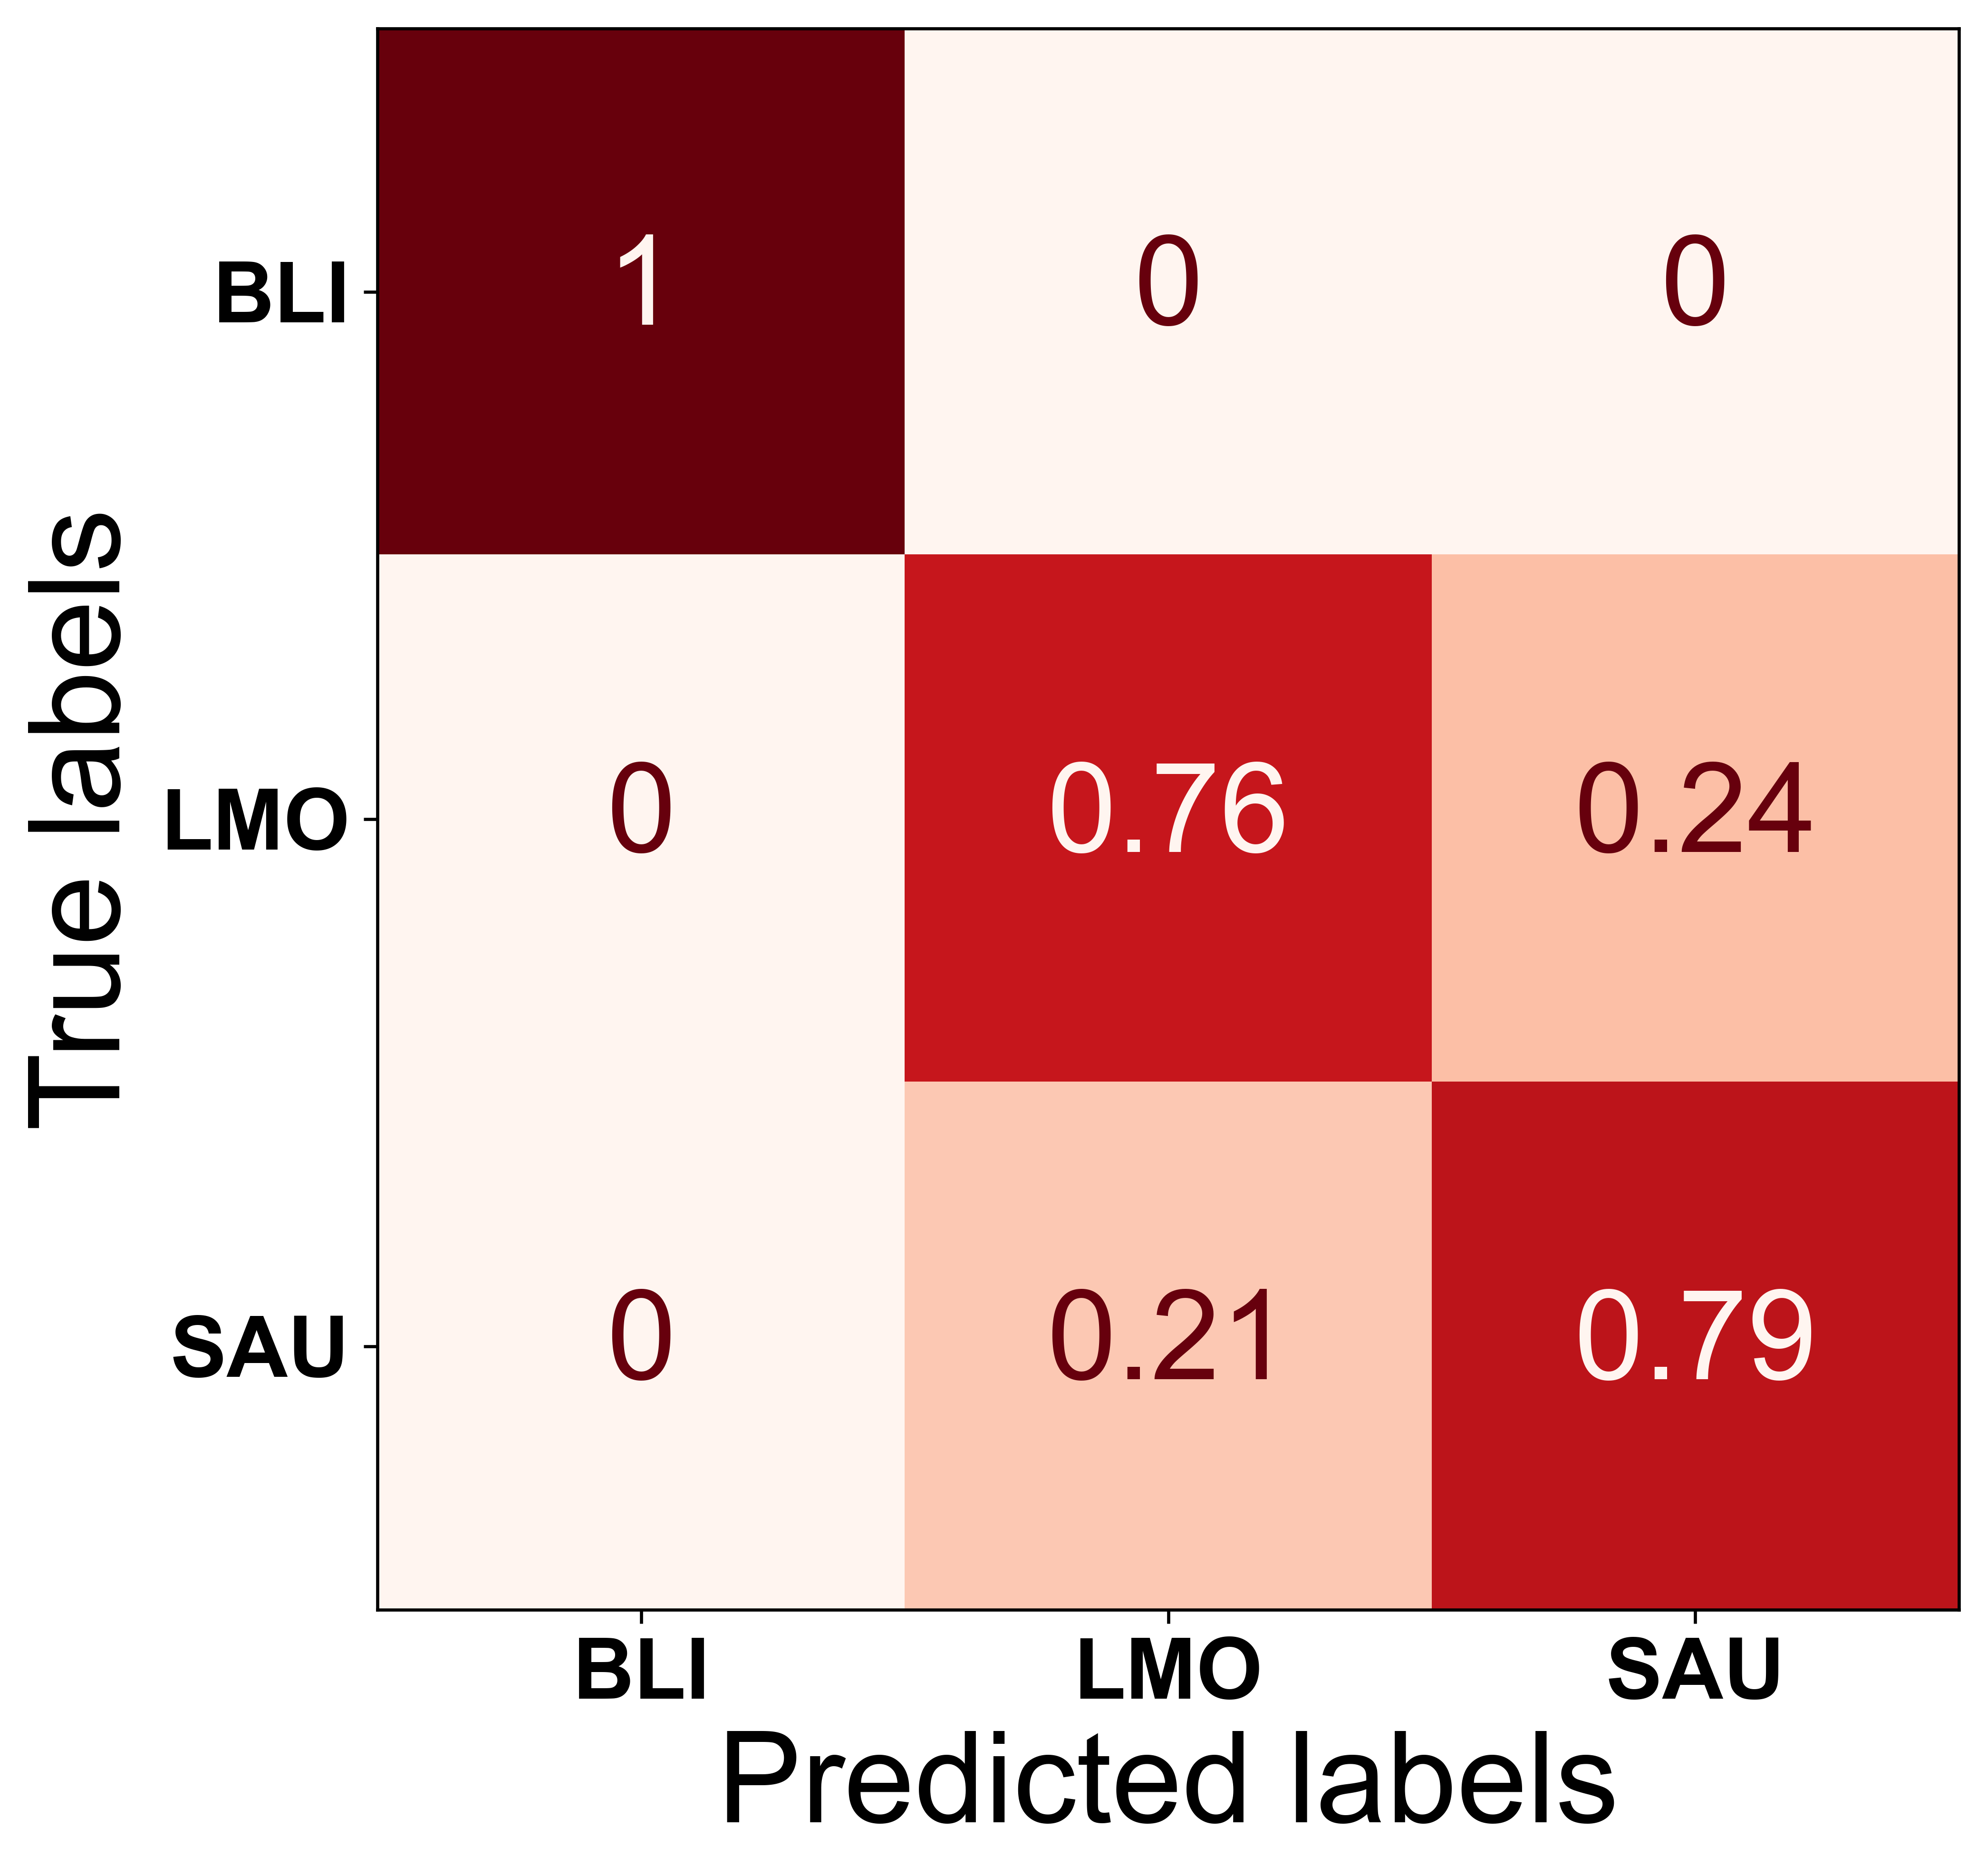 True labels
BLI 1 0 0
LMO 0 0.76 0.24
SAU 0 0.21 0.79
BLI LMO SAU
Predicted labels